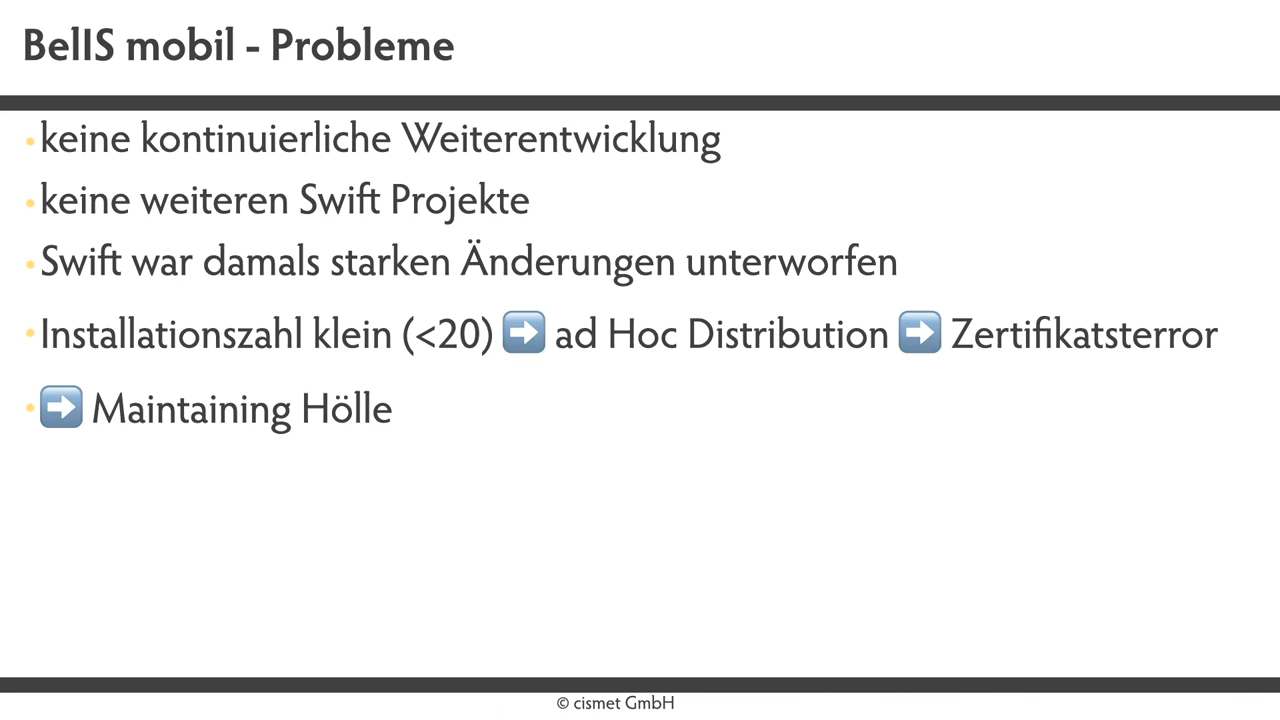 BelIS mobil - Probleme
• keine kontinuierliche Weiterentwicklung
• keine weiteren Swift Projekte
• Swift war damals starken Änderungen unterworfen
• Installationszahl klein (<20) ➡ ad Hoc Distribution ➡ Zertifikatsterror
• ➡ Maintaining Hölle
© cismet GmbH